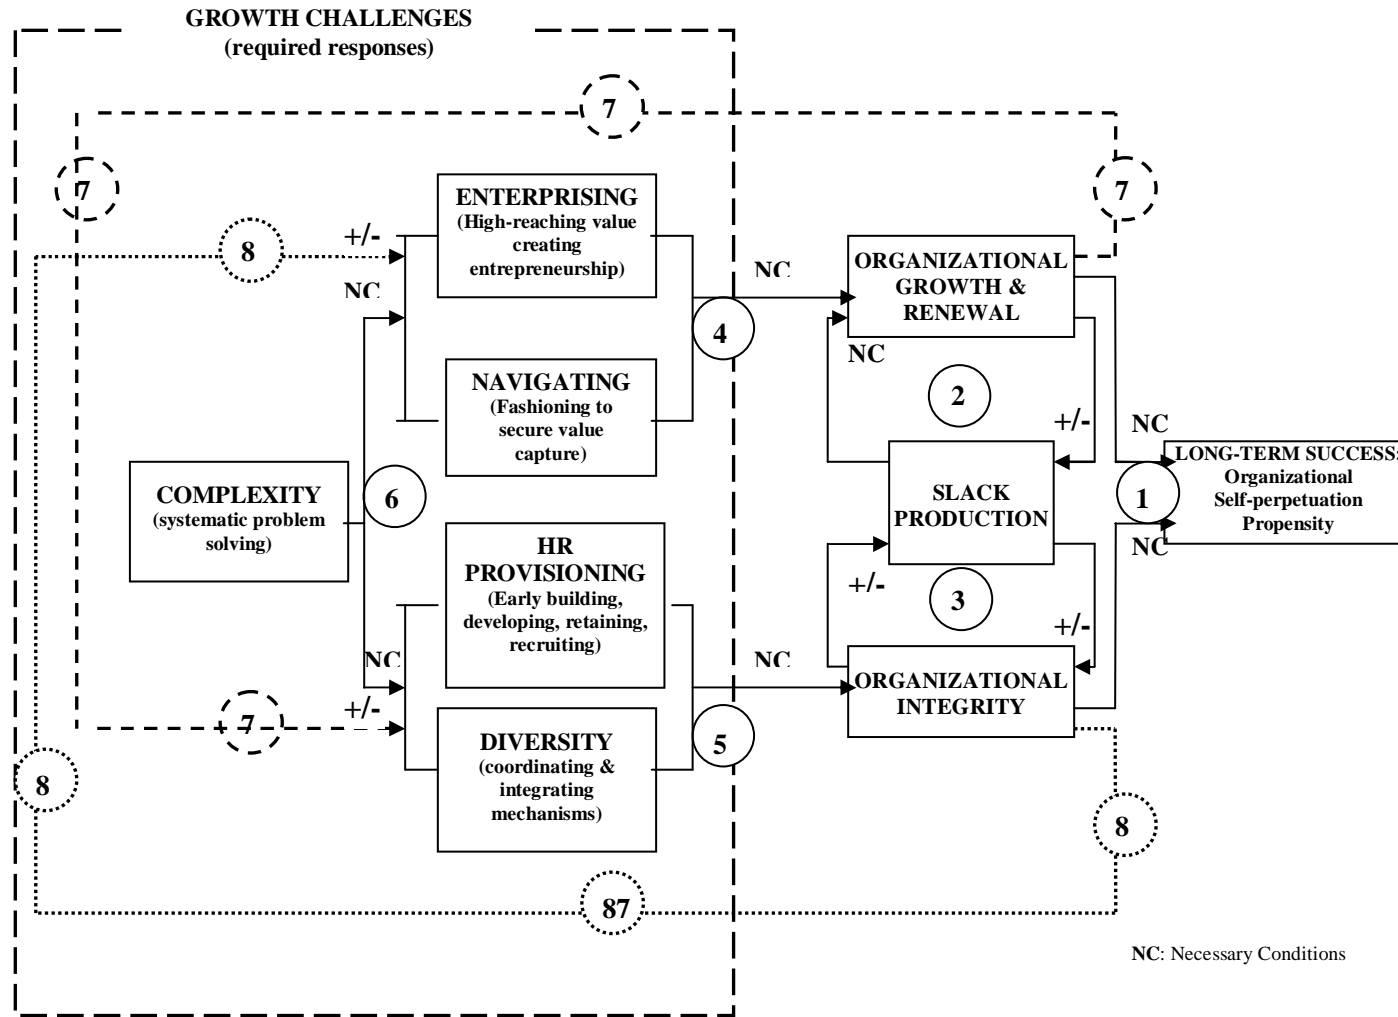 GROWTH CHALLENGES
(required responses)
7
7
7
ENTERPRISING
(High-reaching value
creating
entrepreneurship)
8
+/-
NC
NC
4
ORGANIZATIONAL
GROWTH &
RENEWAL
NC
2
+/-
NC
NAVIGATING
(Fashioning to
secure value
capture)
COMPLEXITY
(systematic problem
solving)
6
SLACK
PRODUCTION
1
LONG-TERM SUCCESS:
Organizational
Self-perpetuation
Propensity
NC
HR
PROVISIONING
(Early building,
developing, retaining,
recruiting)
+/-
3
+/-
NC
NC
ORGANIZATIONAL
INTEGRITY
7
+/-
5
DIVERSITY
(coordinating &
integrating
mechanisms)
8
8
87
NC: Necessary Conditions